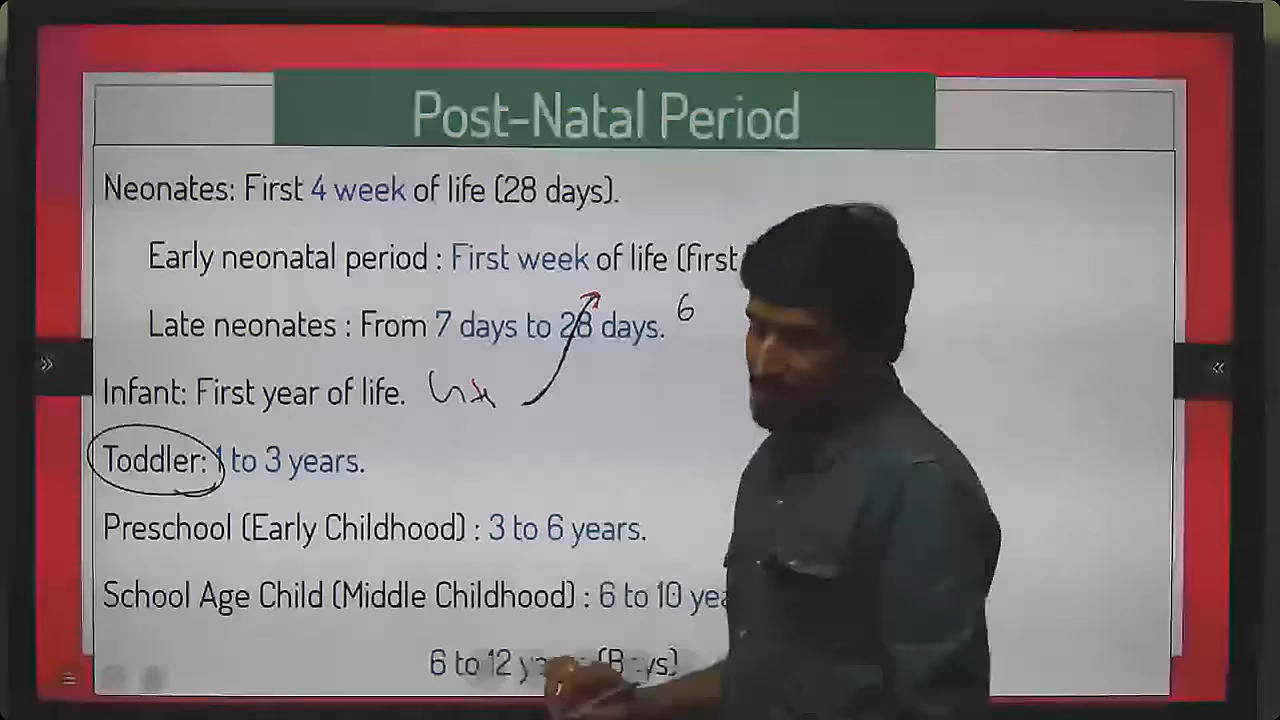 Post-Natal Period
Neonates: First 4 week of life (28 days).
Early neonatal period : First week of life (first
Late neonates : From 7 days to 28 days. 6
Infant: First year of life.
Toddler: 1 to 3 years.
Preschool (Early Childhood) : 3 to 6 years.
School Age Child (Middle Childhood) : 6 to 10
6 to 12